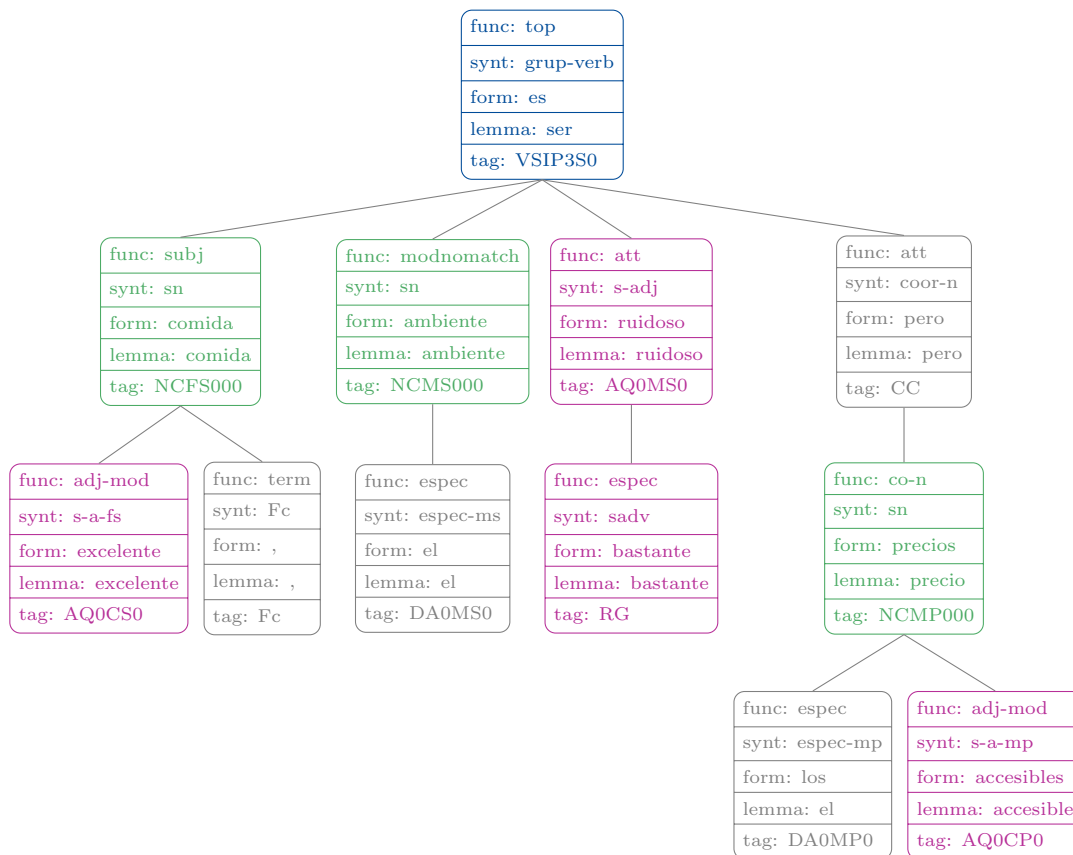 func: top
synt: grup-verb
form: es
lemma: ser
tag: VSIP3S0
func: subj
synt: sn
form: comida
lemma: comida
tag: NCFS000
func: modnomatch
synt: sn
form: ambiente
lemma: ambiente
tag: NCMS000
func: att
synt: s-adj
form: ruidoso
lemma: ruidoso
tag: AQ0MS0
func: att
synt: coor-n
form: pero
lemma: pero
tag: CC
func: adj-mod
synt: s-a-fs
form: excelente
lemma: excelente
tag: AQ0CS0
func: term
synt: Fc
form: ,
lemma: ,
tag: Fc
func: espec
synt: espec-ms
form: el
lemma: el
tag: DA0MS0
func: espec
synt: sadv
form: bastante
lemma: bastante
tag: RG
func: co-n
synt: sn
form: precios
lemma: precio
tag: NCMP000
func: espec
synt: espec-mp
form: los
lemma: el
tag: DA0MP0
func: adj-mod
synt: s-a-mp
form: accesibles
lemma: accesible
tag: AQ0CP0